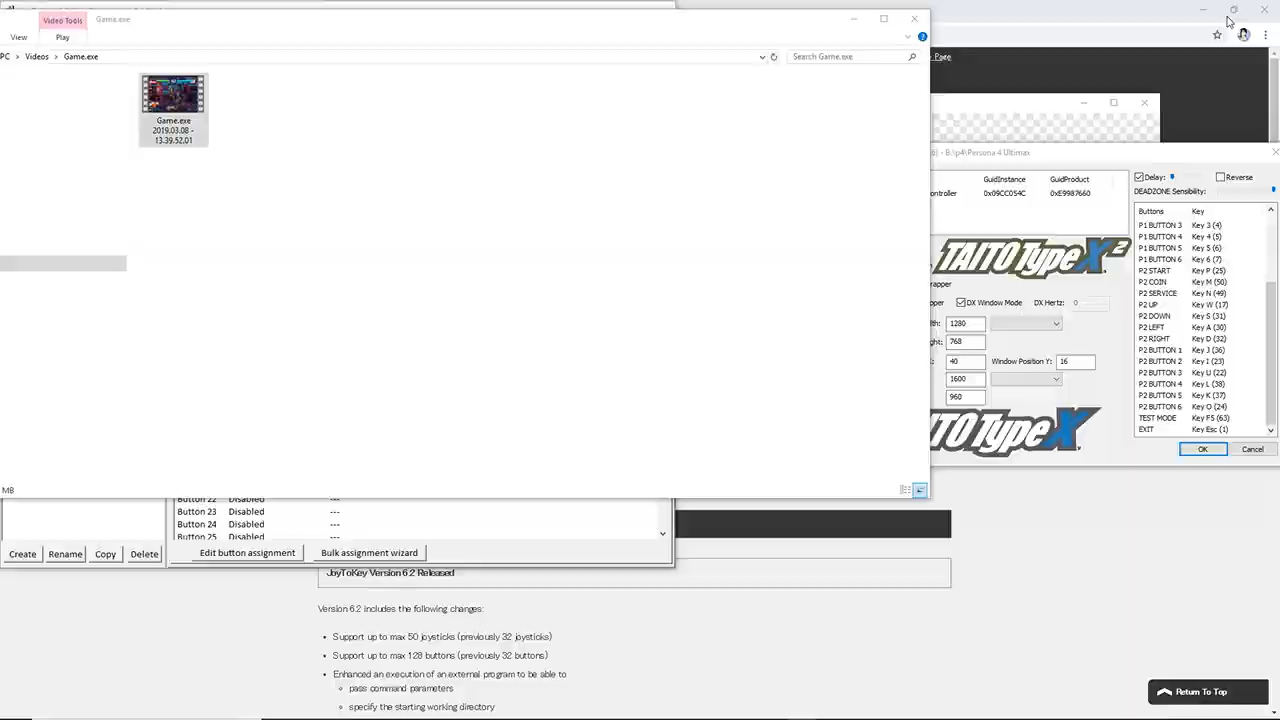 Video Tools
Game.exe
View
Play
PC > Videos > Game.exe
Search Game.exe
Game.exe
2019.03.08 -
13.39.52.01
MB
Page
- B:\p4\Persona 4 Ultimax
GuidInstance GuidProduct
ontroller 0x09CC054C 0xE9987660
Delay: Reverse
DEADZONE Sensibility:
Buttons Key
P1 BUTTON 3 Key 3 (4)
P1 BUTTON 4 Key 4 (5)
P1 BUTTON 5 Key 5 (6)
P1 BUTTON 6 Key 6 (7)
P2 START Key P (25)
P2 COIN Key M (50)
P2 SERVICE Key N (49)
P2 UP Key W (17)
P2 DOWN Key S (31)
P2 LEFT Key A (30)
P2 RIGHT Key D (32)
P2 BUTTON 1 Key J (36)
P2 BUTTON 2 Key I (23)
P2 BUTTON 3 Key U (22)
P2 BUTTON 4 Key L (38)
P2 BUTTON 5 Key K (37)
P2 BUTTON 6 Key O (24)
TEST MODE Key F5 (63)
EXIT Key Esc (1)
OK Cancel
TAITO Type X2
rapper
pper DX Window Mode DX Hertz: 0
th: 1280
ght: 768
40 Window Position Y: 16
1600
960
TO Type X
Button 22 Disabled ---
Button 23 Disabled ---
Button 24 Disabled ---
Button 25 Disabled ---
Create Rename Copy Delete
Edit button assignment Bulk assignment wizard
JoyToKey Version 6.2 Released
Version 6.2 includes the following changes:
• Support up to max 50 joysticks (previously 32 joysticks)
• Support up to max 128 buttons (previously 32 buttons)
• Enhanced an execution of an external program to be able to
pass command parameters
specify the starting working directory
Return To Top